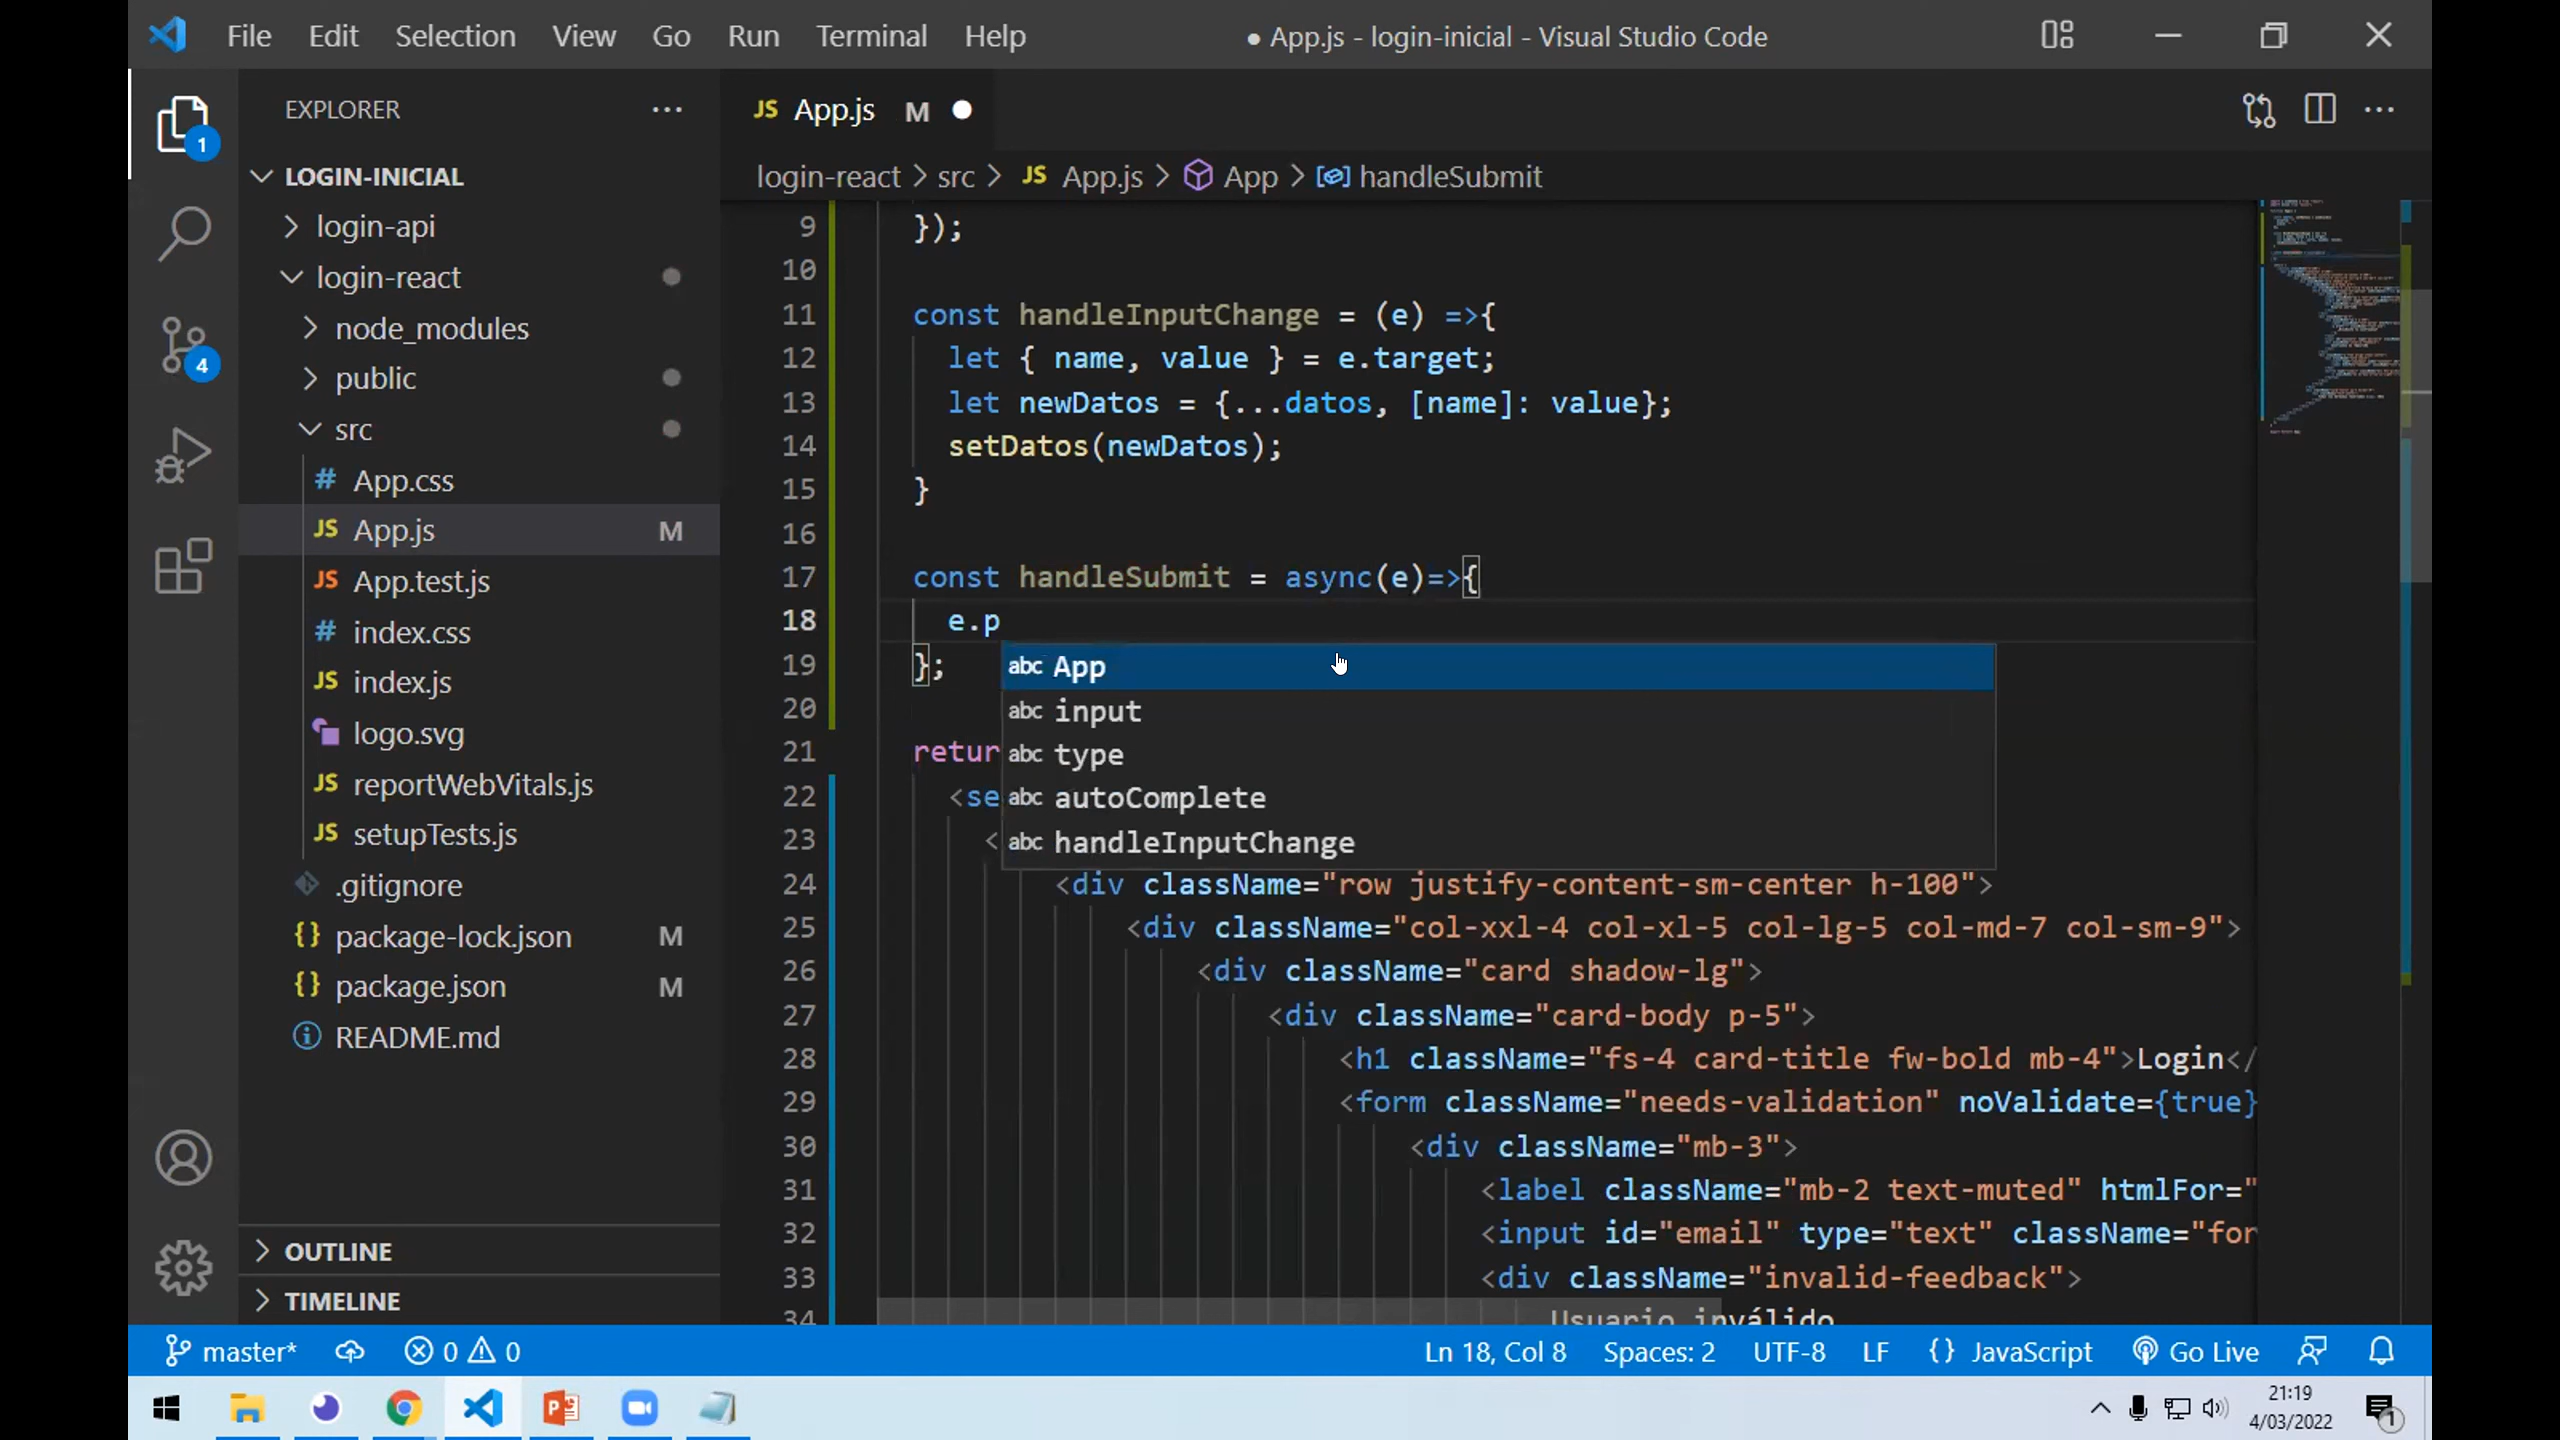 File Edit Selection View Go Run Terminal Help
● App.js - login-inicial - Visual Studio Code
EXPLORER
1
LOGIN-INICIAL
login-api
login-react
node_modules
public
4
src
# App.css
JS App.js M
JS App.test.js
# index.css
JS index.js
logo.svg
JS reportWebVitals.js
JS setupTests.js
.gitignore
{} package-lock.json M
{} package.json M
README.md
OUTLINE
TIMELINE
JS App.js M
login-react > src > JS App.js > App > handleSubmit
9 });
10
11 const handleInputChange = (e) =>{
12 let { name, value } = e.target;
13 let newDatos = {...datos, [name]: value};
14 setDatos(newDatos);
15 }
16
17 const handleSubmit = async(e)=>{
18 e.p
19 };
abc App
20
abc input
21 retur
abc type
22 <se
abc autoComplete
23 <
abc handleInputChange
24 <div className="row justify-content-sm-center h-100">
25 <div className="col-xxl-4 col-xl-5 col-lg-5 col-md-7 col-sm-9">
26 <div className="card shadow-lg">
27 <div className="card-body p-5">
28 <h1 className="fs-4 card-title fw-bold mb-4">Login</
29 <form className="needs-validation" noValidate={true}
30 <div className="mb-3">
31 <label className="mb-2 text-muted" htmlFor="
32 <input id="email" type="text" className="for
33 <div className="invalid-feedback">
34 Usuario inválido
master* 0 0 Ln 18, Col 8 Spaces: 2 UTF-8 LF {} JavaScript Go Live
21:19
4/03/2022
1